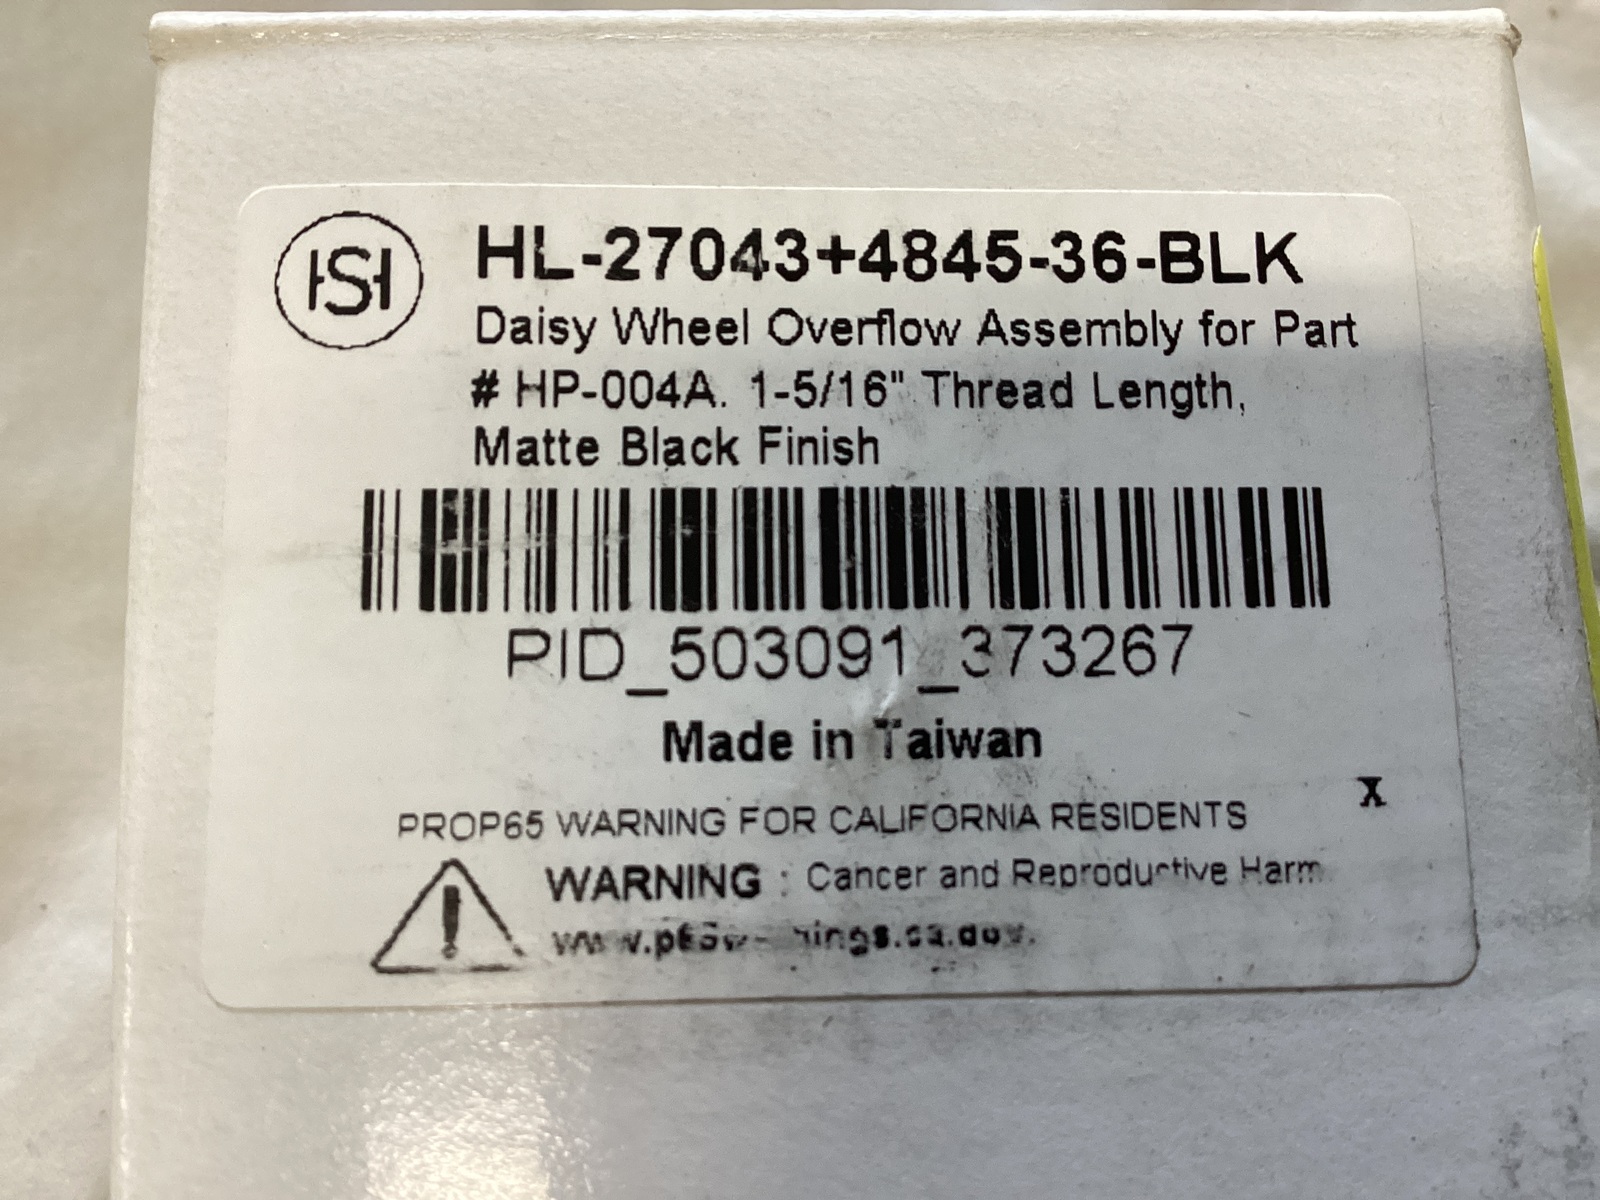 HSH
HL-27043+4845-36-BLK
Daisy Wheel Overflow Assembly for Part
# HP-004A. 1-5/16" Thread Length,
Matte Black Finish
PID_503091_373267
Made in Taiwan
X
PROP65 WARNING FOR CALIFORNIA RESIDENTS
WARNING : Cancer and Reproductive Harm